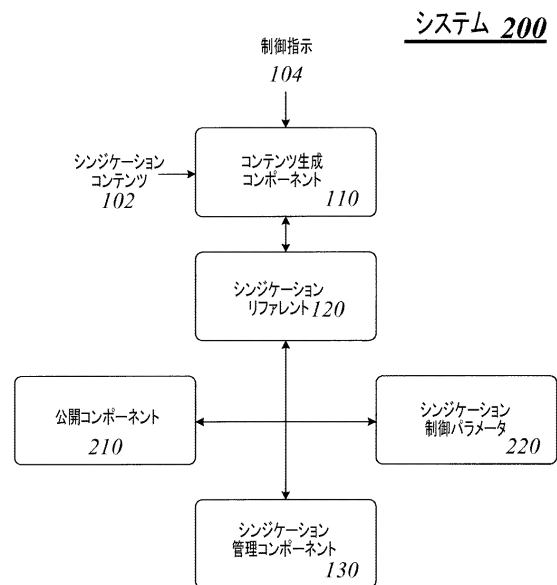 システム 200
制御指示
104
シンジケーション
コンテンツ
102
コンテンツ生成
コンポーネント
110
シンジケーション
リファレント 120
公開コンポーネント
210
シンジケーション
制御パラメータ
220
シンジケーション
管理コンポーネント
130